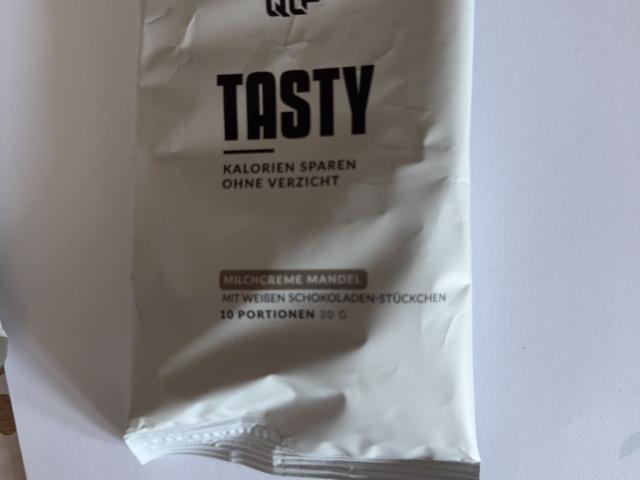 TASTY
KALORIEN SPAREN
OHNE VERZICHT
MILCHCREME MANDEL
MIT WEIßEN SCHOKOLADEN-STÜCKCHEN
10 PORTIONEN 30 G